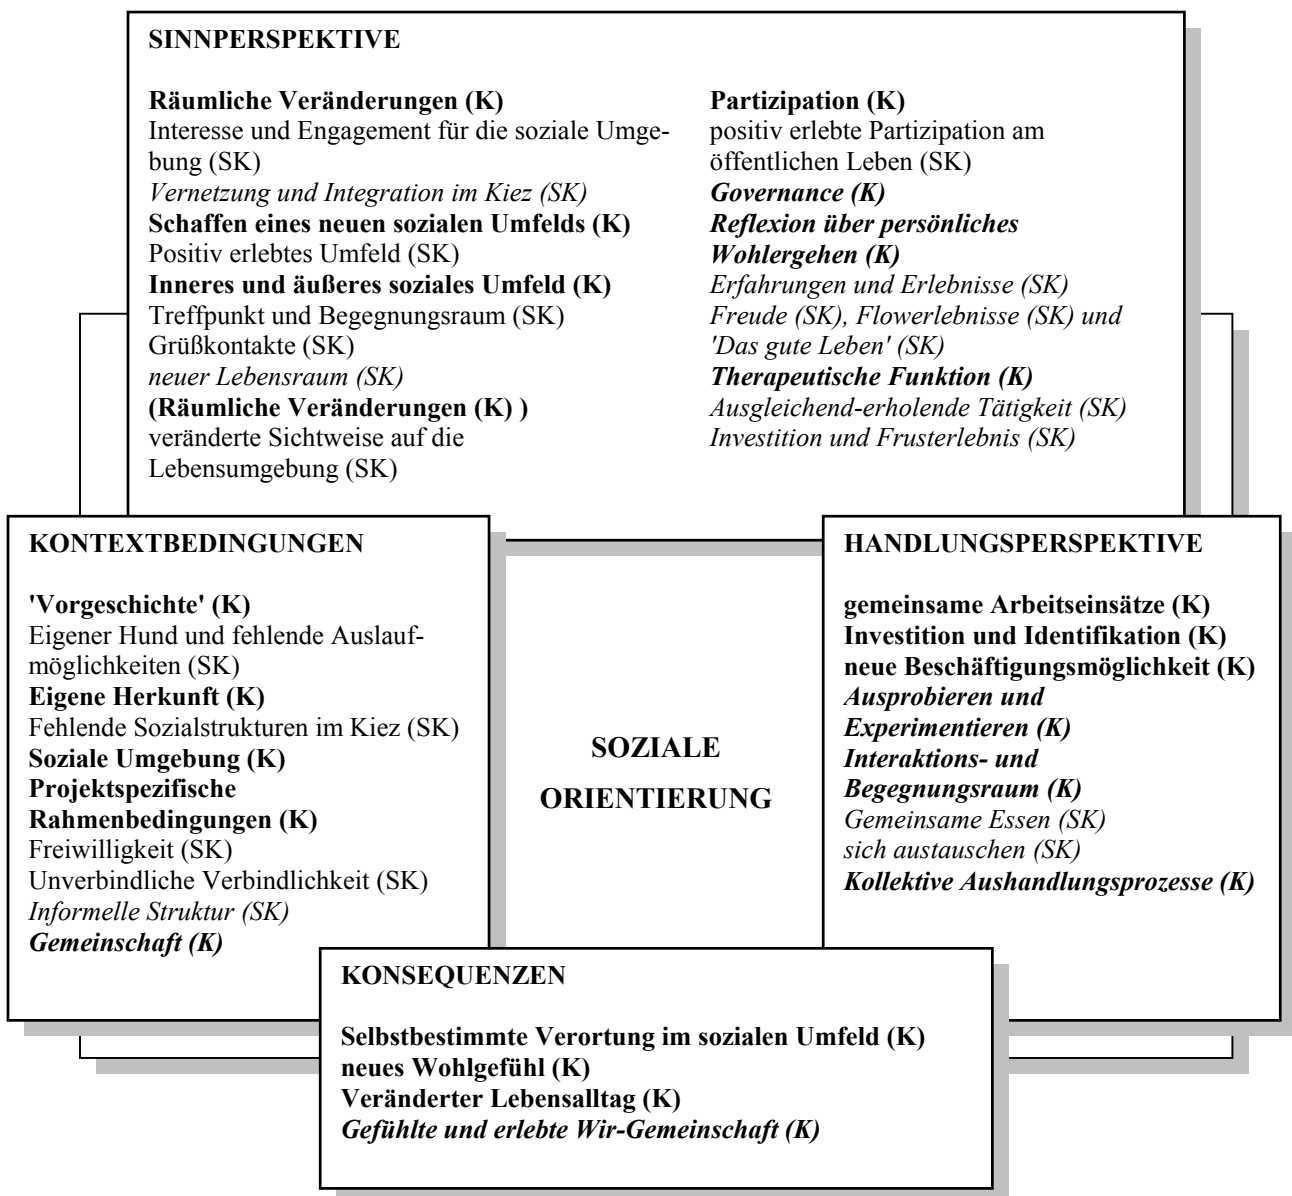 SINNPERSPEKTIVE
Räumliche Veränderungen (K)
Interesse und Engagement für die soziale Umge-
bung (SK)
Vernetzung und Integration im Kiez (SK)
Schaffen eines neuen sozialen Umfelds (K)
Positiv erlebtes Umfeld (SK)
Inneres und äußeres soziales Umfeld (K)
Treffpunkt und Begegnungsraum (SK)
Grüßkontakte (SK)
neuer Lebensraum (SK)
(Räumliche Veränderungen (K) )
veränderte Sichtweise auf die
Lebensumgebung (SK)
Partizipation (K)
positiv erlebte Partizipation am
öffentlichen Leben (SK)
Governance (K)
Reflexion über persönliches
Wohlergehen (K)
Erfahrungen und Erlebnisse (SK)
Freude (SK), Flowerlebnisse (SK) und
'Das gute Leben' (SK)
Therapeutische Funktion (K)
Ausgleichend-erholende Tätigkeit (SK)
Investition und Frusterlebnis (SK)
KONTEXTBEDINGUNGEN
'Vorgeschichte' (K)
Eigener Hund und fehlende Auslauf-
möglichkeiten (SK)
Eigene Herkunft (K)
Fehlende Sozialstrukturen im Kiez (SK)
Soziale Umgebung (K)
Projektspezifische
Rahmenbedingungen (K)
Freiwilligkeit (SK)
Unverbindliche Verbindlichkeit (SK)
Informelle Struktur (SK)
Gemeinschaft (K)
SOZIALE
ORIENTIERUNG
HANDLUNGSPERSPEKTIVE
gemeinsame Arbeitseinsätze (K)
Investition und Identifikation (K)
neue Beschäftigungsmöglichkeit (K)
Ausprobieren und
Experimentieren (K)
Interaktions- und
Begegnungsraum (K)
Gemeinsame Essen (SK)
sich austauschen (SK)
Kollektive Aushandlungsprozesse (K)
KONSEQUENZEN
Selbstbestimmte Verortung im sozialen Umfeld (K)
neues Wohlgefühl (K)
Veränderter Lebensalltag (K)
Gefühlte und erlebte Wir-Gemeinschaft (K)